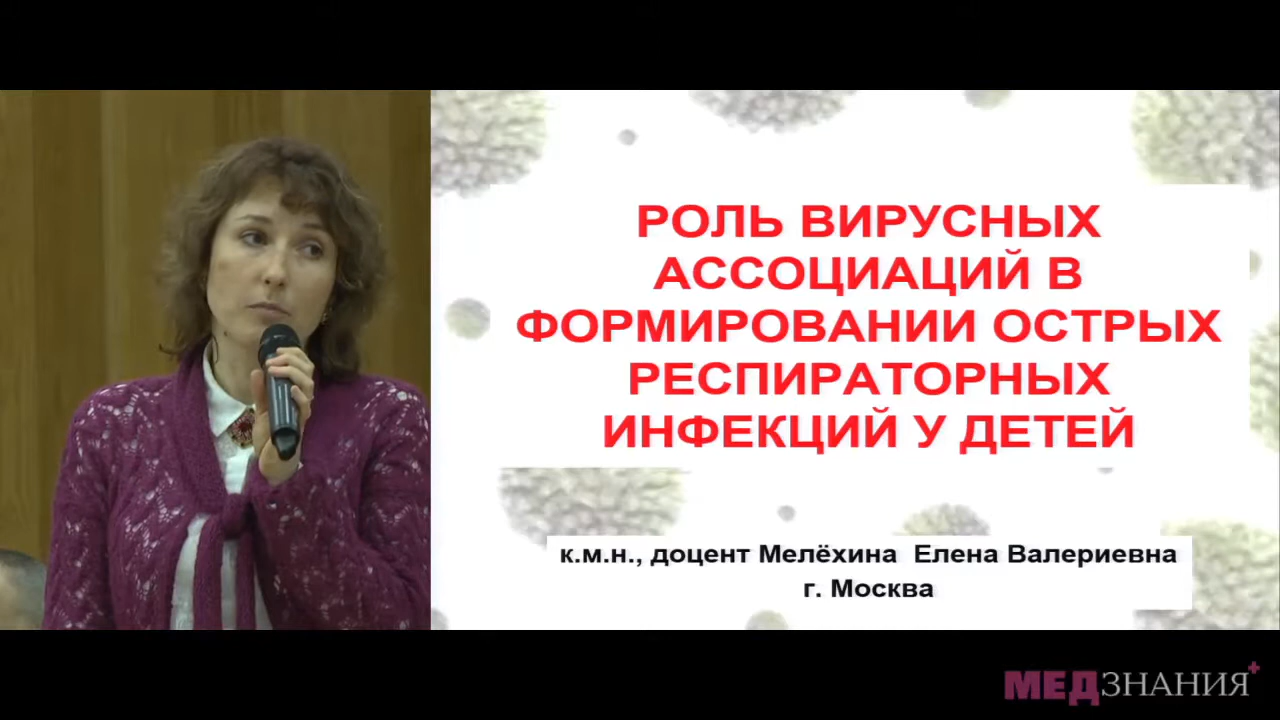 РОЛЬ ВИРУСНЫХ
АССОЦИАЦИЙ В
ФОРМИРОВАНИИ ОСТРЫХ
РЕСПИРАТОРНЫХ
ИНФЕКЦИЙ У ДЕТЕЙ
к.м.н., доцент Мелёхина Елена Валериевна
г. Москва
МЕДЗНАНИЯ+